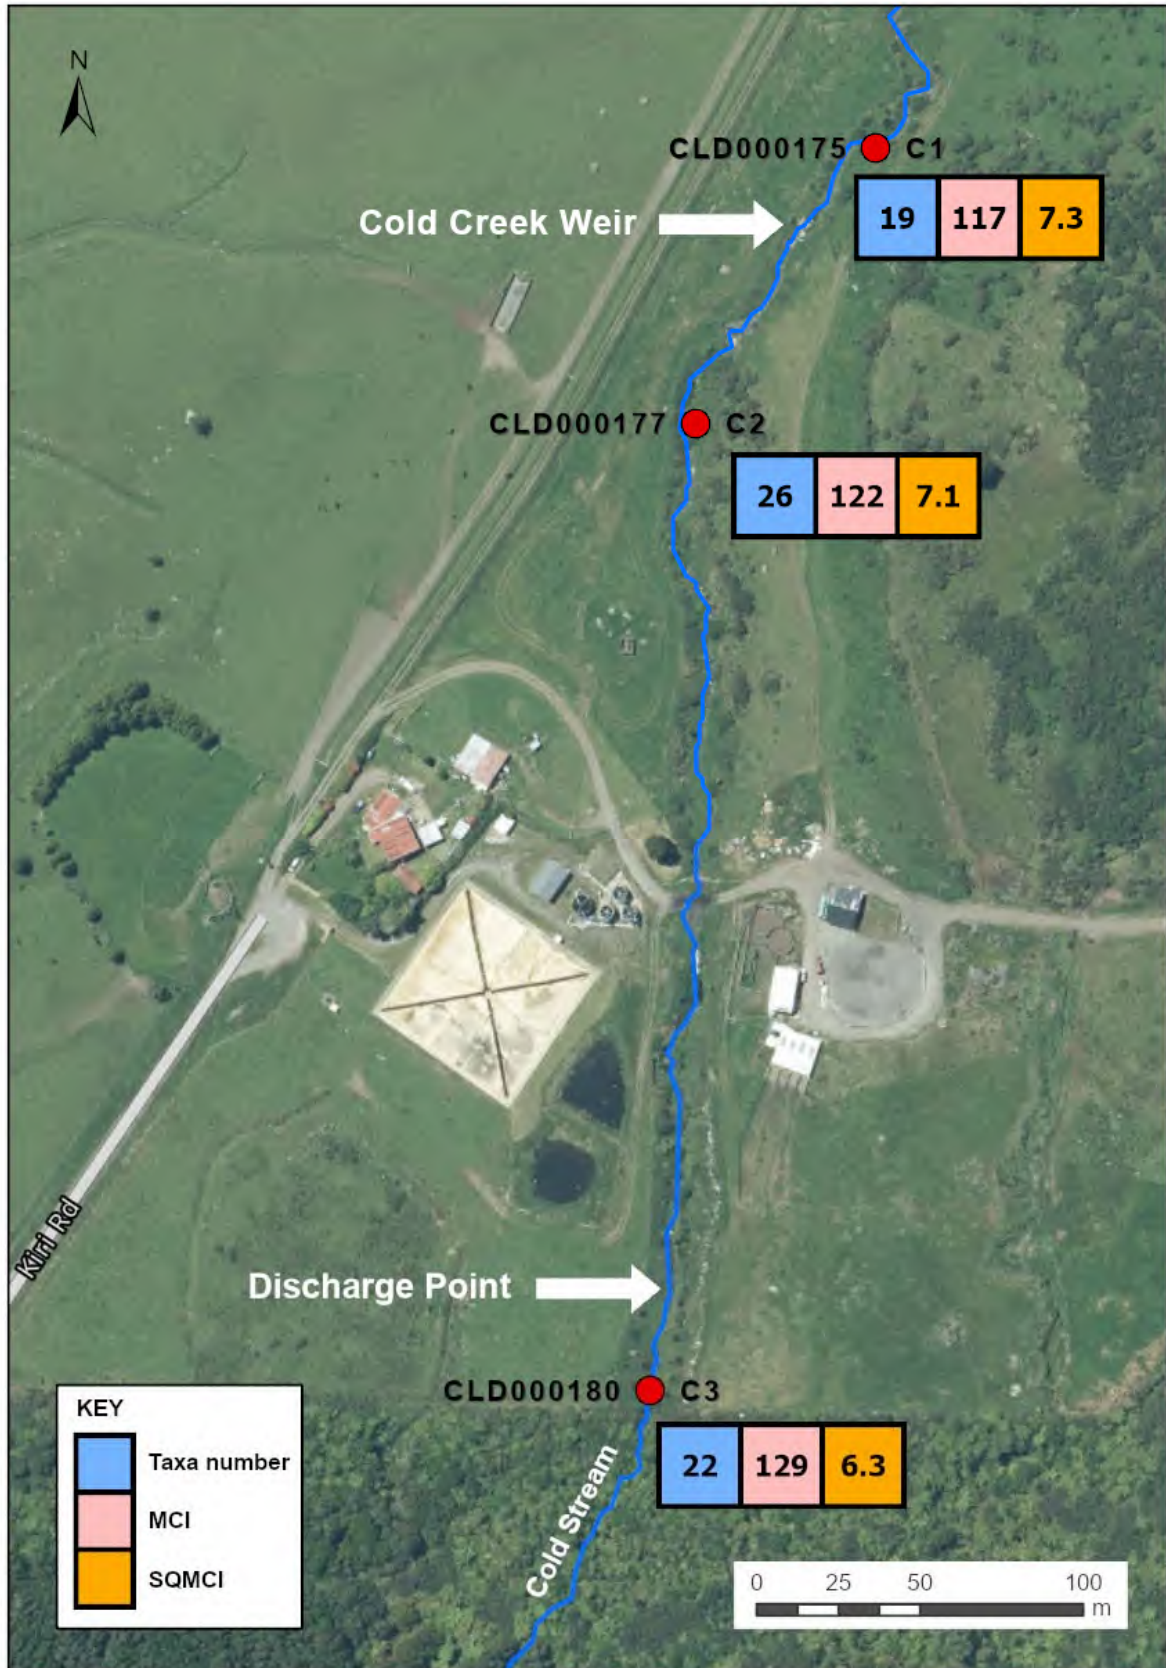 N
CLD000175 C1
Cold Creek Weir
19 117 7.3
CLD000177 C2
26 122 7.1
Kiri Rd
Discharge Point
CLD000180 C3
22 129 6.3
Cold Stream
KEY
Taxa number
MCI
SQMCI
0 25 50 100
m